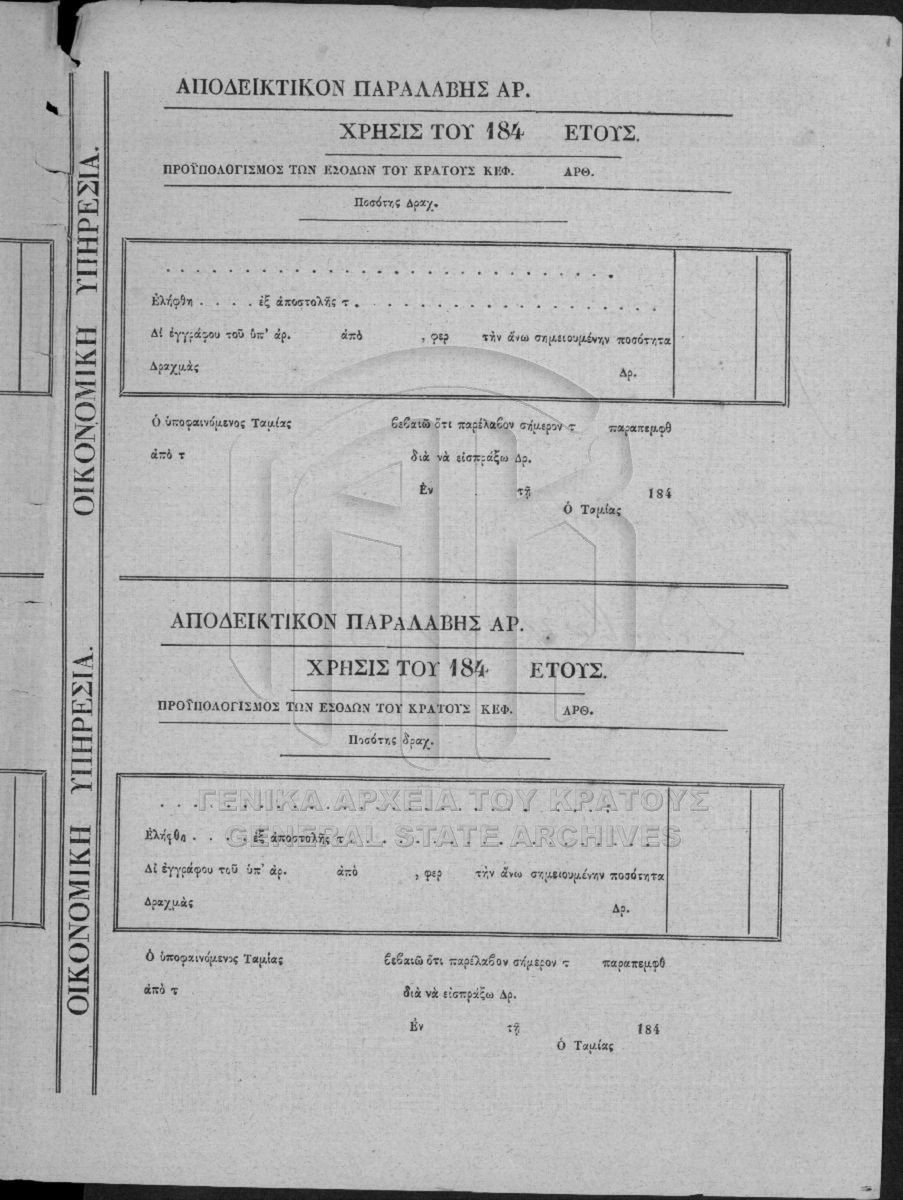 ΟΙΚΟΝΟΜΙΚΗ ΥΠΗΡΕΣΙΑ.
ΑΠΟΔΕΙΚΤΙΚΟΝ ΠΑΡΑΛΑΒΗΣ ΑΡ.
ΧΡΗΣΙΣ ΤΟΥ 184 ΕΤΟΥΣ.
ΠΡΟΫΠΟΛΟΓΙΣΜΟΣ ΤΩΝ ΕΣΟΔΩΝ ΤΟΥ ΚΡΑΤΟΥΣ ΚΕΦ. ΑΡΘ.
Ποσότης Δραχ.
. . . . . . . . . . . . . . . . . . . . . . . . . . . . .
Ἐλήφθη . . . . ἐξ ἀποστολῆς τ . . . . . . . . . . . . . . . . . .
Δἰ ἐγγράφου τοῦ ὑπ' ἀρ. ἀπὸ , φερ τὴν ἄνω σημειουμένην ποσότητα
Δραχμὰς Δρ.
Ὁ ὑποφαινόμενος Ταμίας βεβαιῶ ὅτι παρέλαβον σήμερον τ παραπεμφθ
ἀπὸ τ διὰ νὰ εἰσπράξω Δρ.
Ἐν τῇ 184
Ὁ Ταμίας
ΟΙΚΟΝΟΜΙΚΗ ΥΠΗΡΕΣΙΑ.
ΑΠΟΔΕΙΚΤΙΚΟΝ ΠΑΡΑΛΑΒΗΣ ΑΡ.
ΧΡΗΣΙΣ ΤΟΥ 184 ΕΤΟΥΣ.
ΠΡΟΫΠΟΛΟΓΙΣΜΟΣ ΤΩΝ ΕΣΟΔΩΝ ΤΟΥ ΚΡΑΤΟΥΣ ΚΕΦ. ΑΡΘ.
Ποσότης δραχ.
. . . . . . . . . . . . . . . . . . . . . . . . . . . . .
ΓΕΝΙΚΑ ΑΡΧΕΙΑ ΤΟΥ ΚΡΑΤΟΥΣ
Ἐλήφθη . . . . ἐξ ἀποστολῆς τ . . . . . . . . . . . . . . . . . .
GENERAL STATE ARCHIVES
Δἰ ἐγγράφου τοῦ ὑπ' ἀρ. ἀπὸ , φερ τὴν ἄνω σημειουμένην ποσότητα
Δραχμὰς Δρ.
Ὁ ὑποφαινόμενος Ταμίας βεβαιῶ ὅτι παρέλαβον σήμερον τ παραπεμφθ
ἀπὸ τ διὰ νὰ εἰσπράξω Δρ.
Ἐν τῇ 184
Ὁ Ταμίας